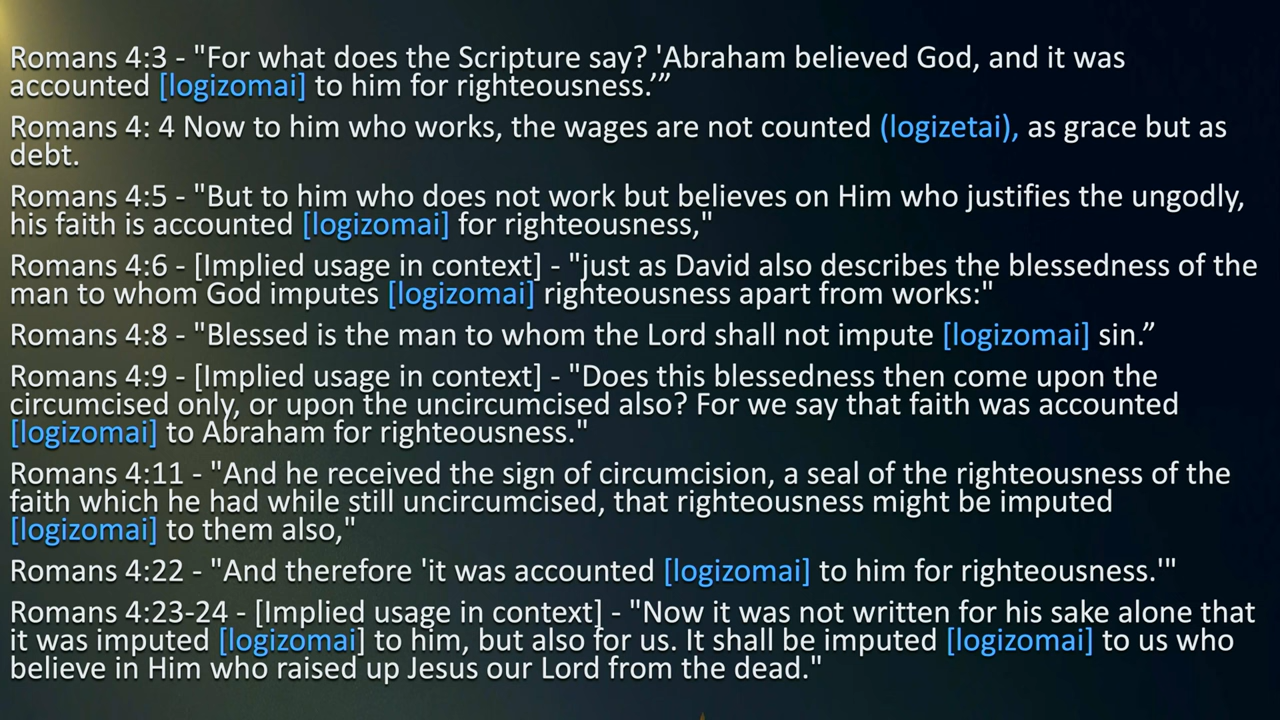 Romans 4:3 - "For what does the Scripture say? 'Abraham believed God, and it was
accounted [logizomai] to him for righteousness.’”
Romans 4: 4 Now to him who works, the wages are not counted (logizetai), as grace but as
debt.
Romans 4:5 - "But to him who does not work but believes on Him who justifies the ungodly,
his faith is accounted [logizomai] for righteousness,"
Romans 4:6 - [Implied usage in context] - "just as David also describes the blessedness of the
man to whom God imputes [logizomai] righteousness apart from works:"
Romans 4:8 - "Blessed is the man to whom the Lord shall not impute [logizomai] sin.”
Romans 4:9 - [Implied usage in context] - "Does this blessedness then come upon the
circumcised only, or upon the uncircumcised also? For we say that faith was accounted
[logizomai] to Abraham for righteousness."
Romans 4:11 - "And he received the sign of circumcision, a seal of the righteousness of the
faith which he had while still uncircumcised, that righteousness might be imputed
[logizomai] to them also,"
Romans 4:22 - "And therefore 'it was accounted [logizomai] to him for righteousness.'"
Romans 4:23-24 - [Implied usage in context] - "Now it was not written for his sake alone that
it was imputed [logizomai] to him, but also for us. It shall be imputed [logizomai] to us who
believe in Him who raised up Jesus our Lord from the dead."